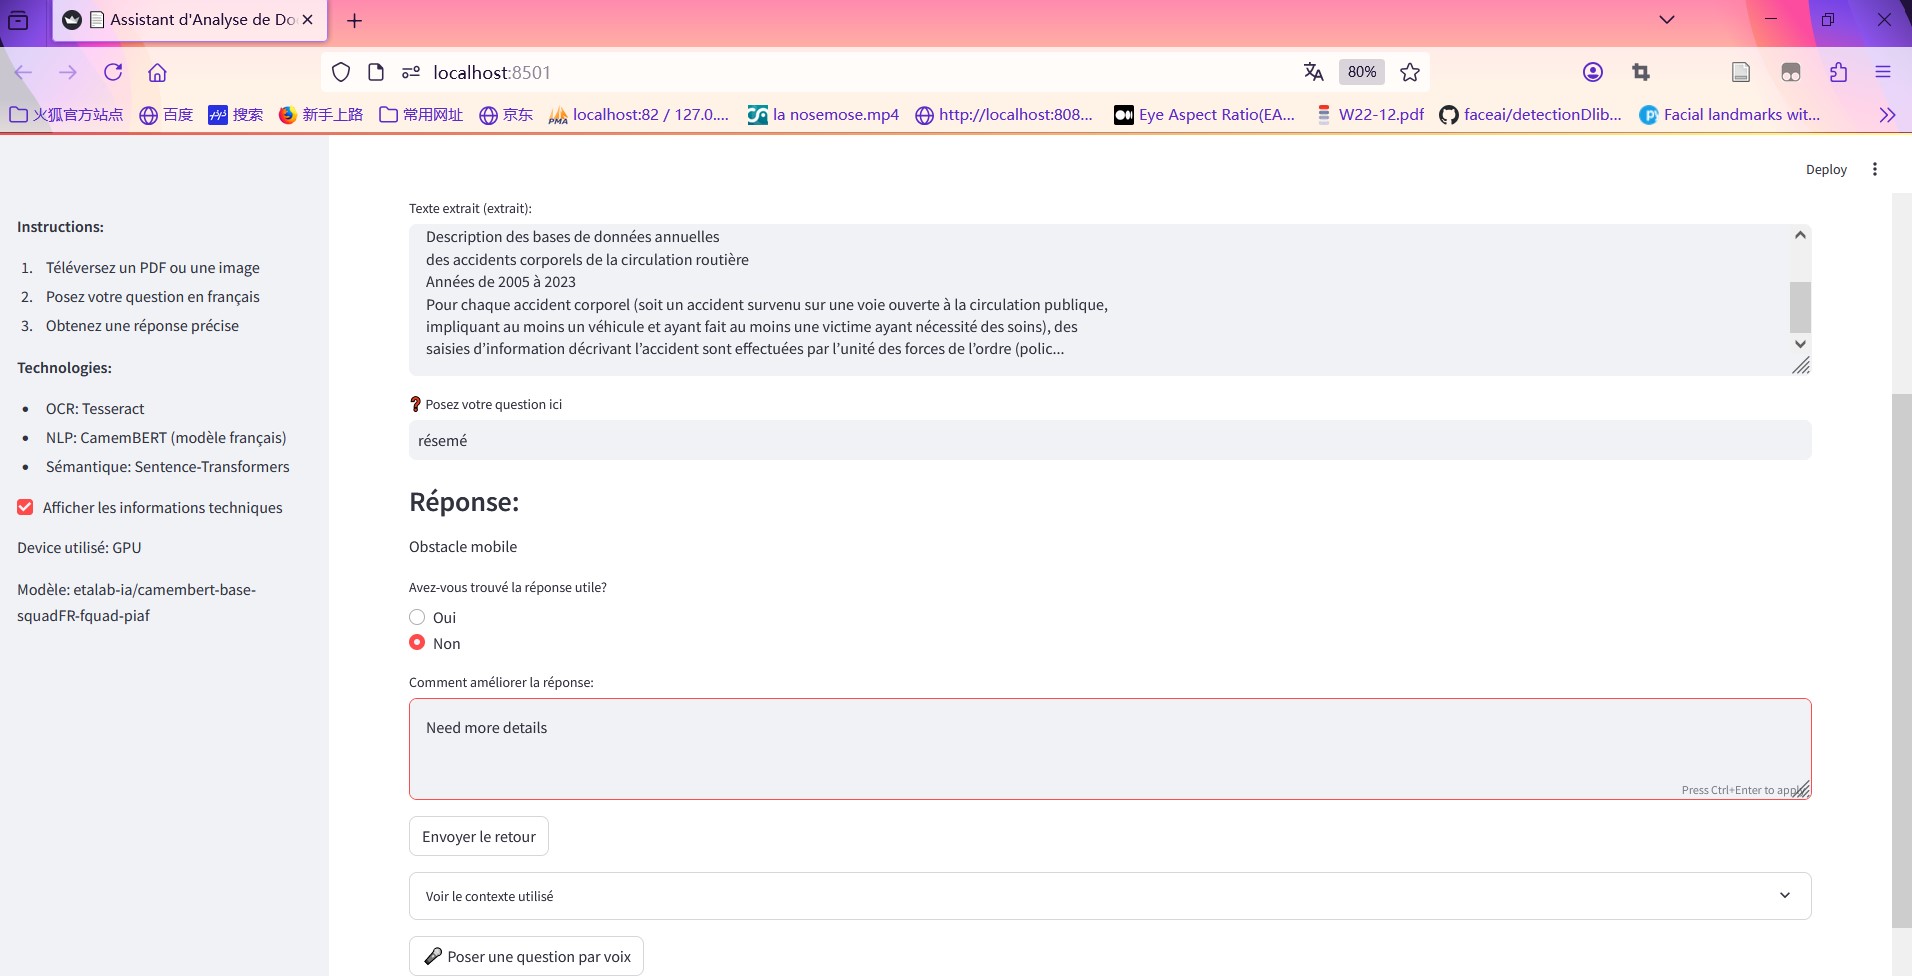 Assistant d'Analyse de Do
localhost:8501
80%
火狐官方站点
百度
搜索
新手上路
常用网址
京东
localhost:82 / 127.0....
la nosemose.mp4
http://localhost:808...
Eye Aspect Ratio(EA...
W22-12.pdf
faceai/detectionDlib...
Facial landmarks wit...
Deploy
Instructions:
1. Téléversez un PDF ou une image
2. Posez votre question en français
3. Obtenez une réponse précise
Technologies:
• OCR: Tesseract
• NLP: CamemBERT (modèle français)
• Sémantique: Sentence-Transformers
Afficher les informations techniques
Device utilisé: GPU
Modèle: etalab-ia/camembert-base-
squadFR-fquad-piaf
Texte extrait (extrait):
Description des bases de données annuelles
des accidents corporels de la circulation routière
Années de 2005 à 2023
Pour chaque accident corporel (soit un accident survenu sur une voie ouverte à la circulation publique,
impliquant au moins un véhicule et ayant fait au moins une victime ayant nécessité des soins), des
saisies d’information décrivant l’accident sont effectuées par l’unité des forces de l’ordre (polic...
❓ Posez votre question ici
résemé
Réponse:
Obstacle mobile
Avez-vous trouvé la réponse utile?
Oui
Non
Comment améliorer la réponse:
Need more details
Press Ctrl+Enter to apply
Envoyer le retour
Voir le contexte utilisé
Poser une question par voix